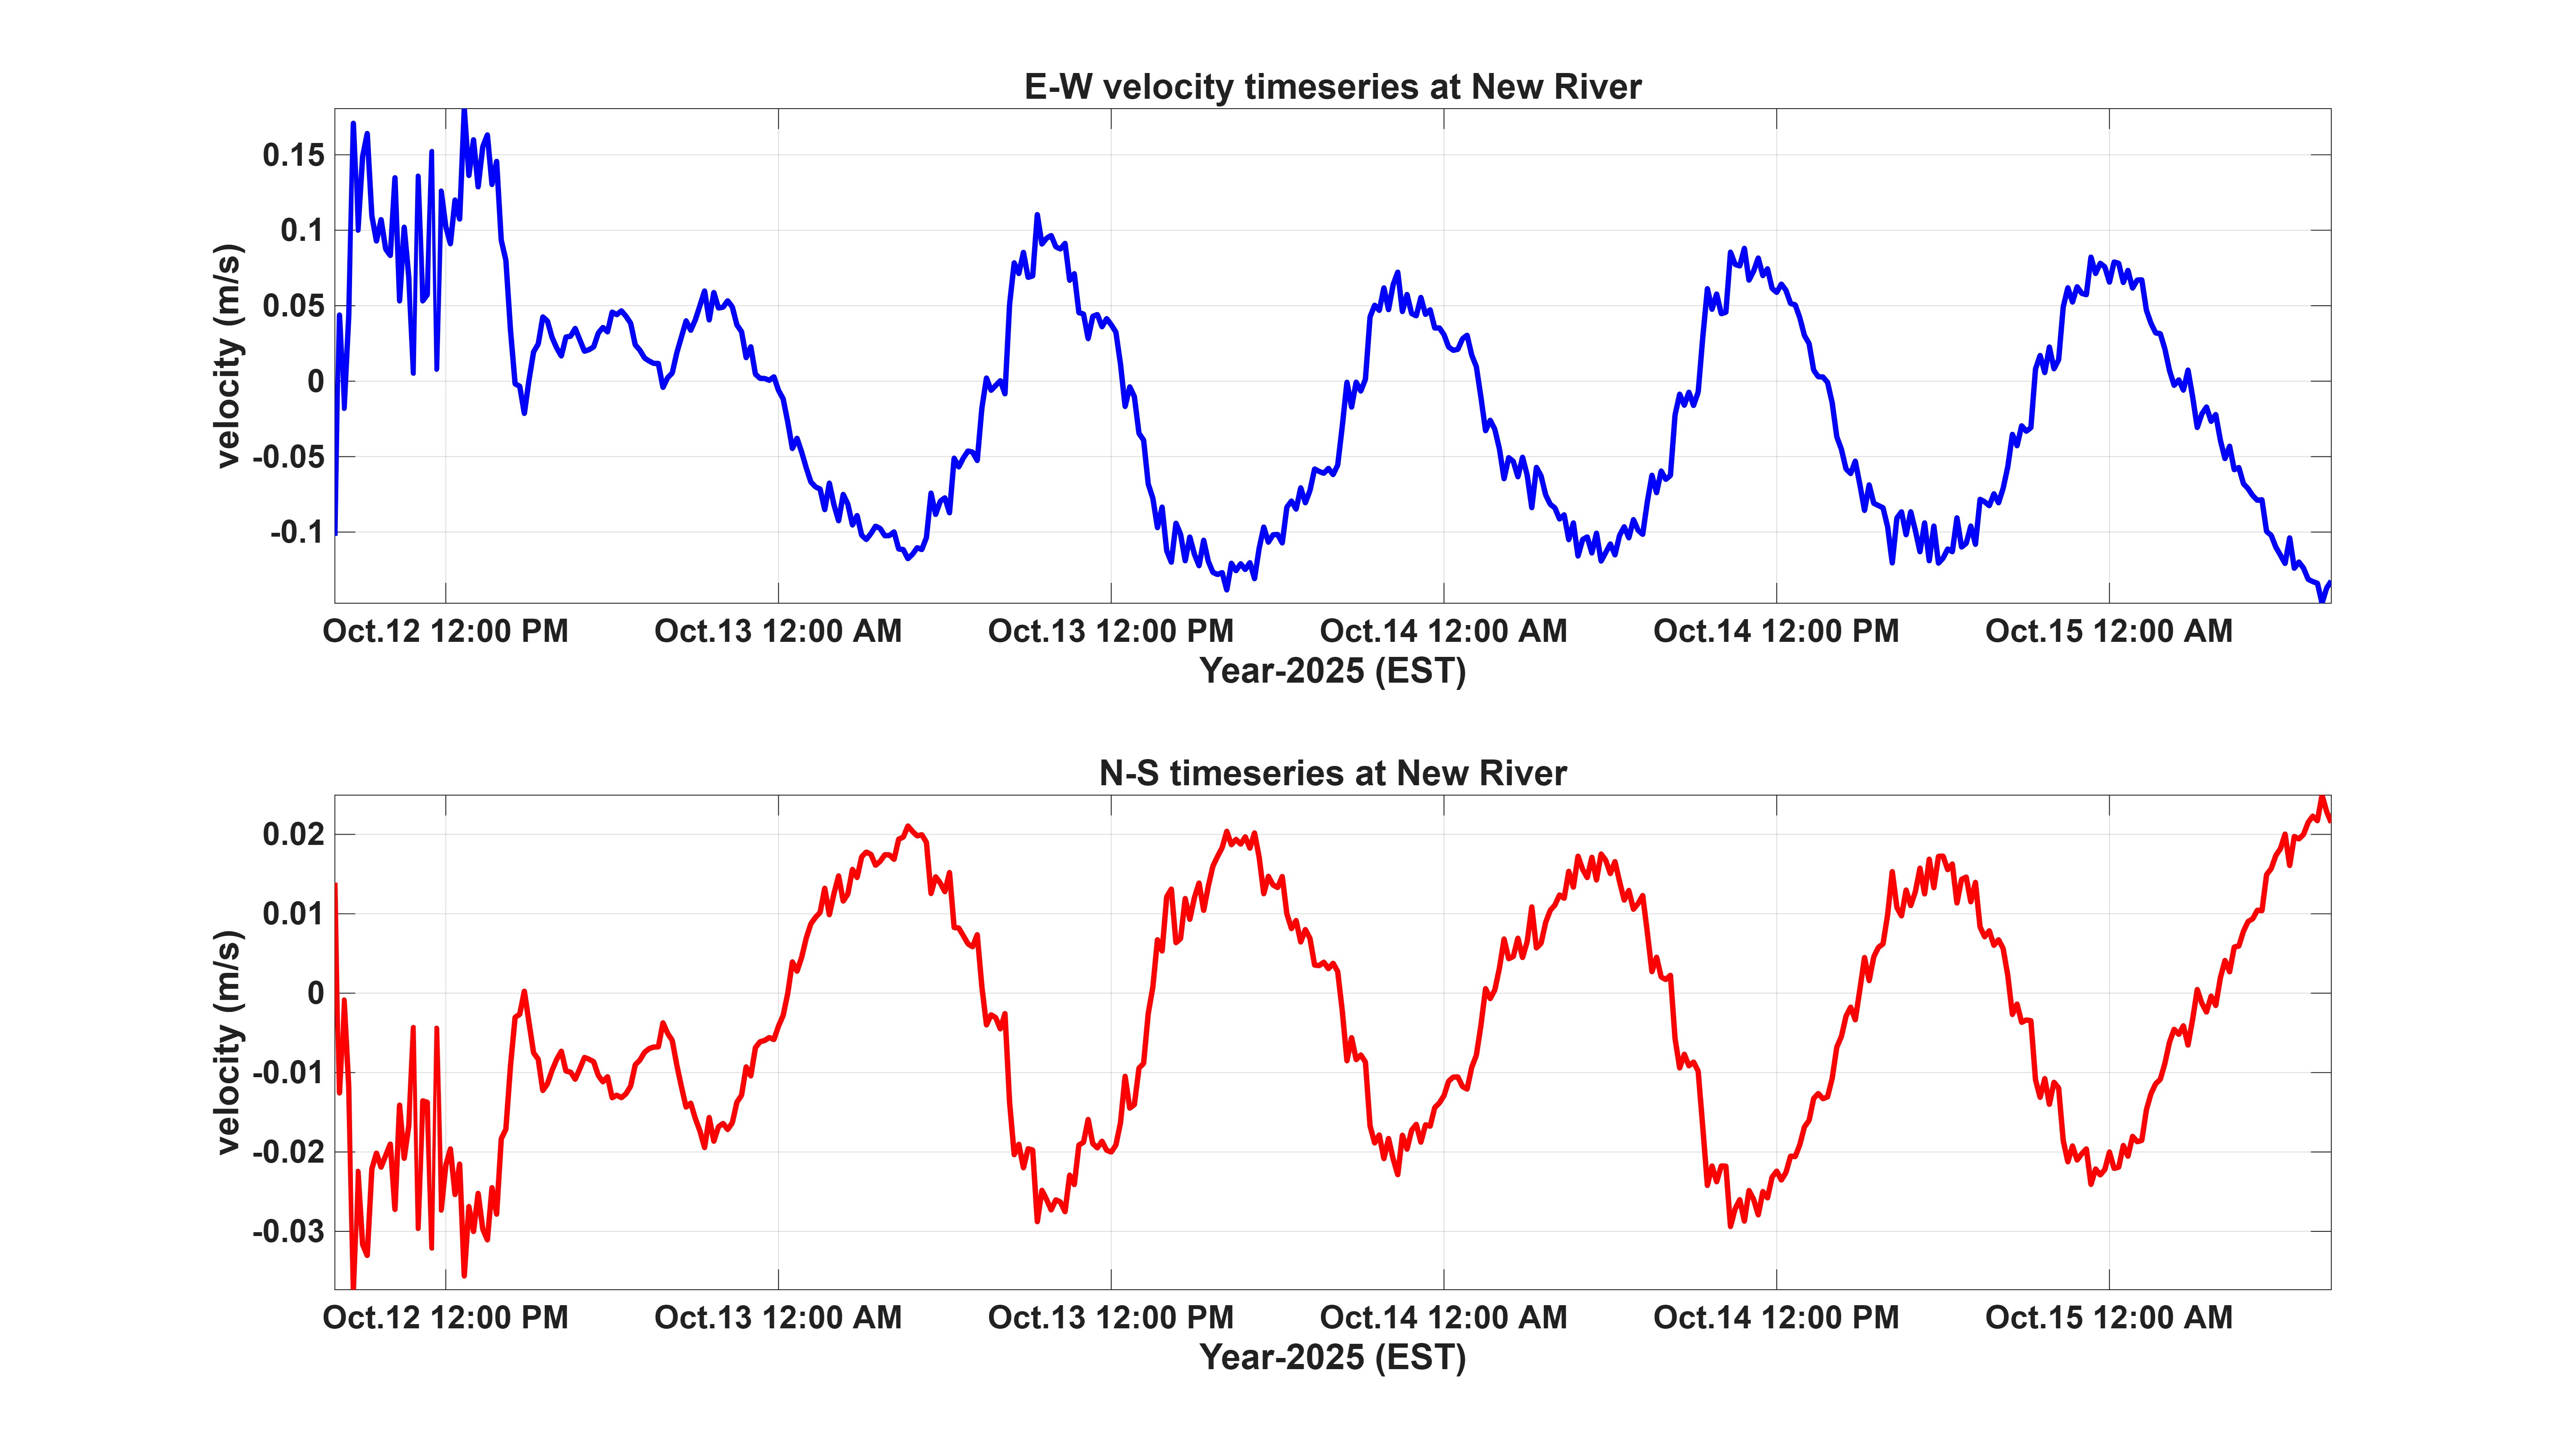 E-W velocity timeseries at New River
velocity (m/s)
0.15
0.1
0.05
0
-0.05
-0.1
Oct.12 12:00 PM Oct.13 12:00 AM Oct.13 12:00 PM Oct.14 12:00 AM Oct.14 12:00 PM Oct.15 12:00 AM
Year-2025 (EST)
N-S timeseries at New River
velocity (m/s)
0.02
0.01
0
-0.01
-0.02
-0.03
Oct.12 12:00 PM Oct.13 12:00 AM Oct.13 12:00 PM Oct.14 12:00 AM Oct.14 12:00 PM Oct.15 12:00 AM
Year-2025 (EST)